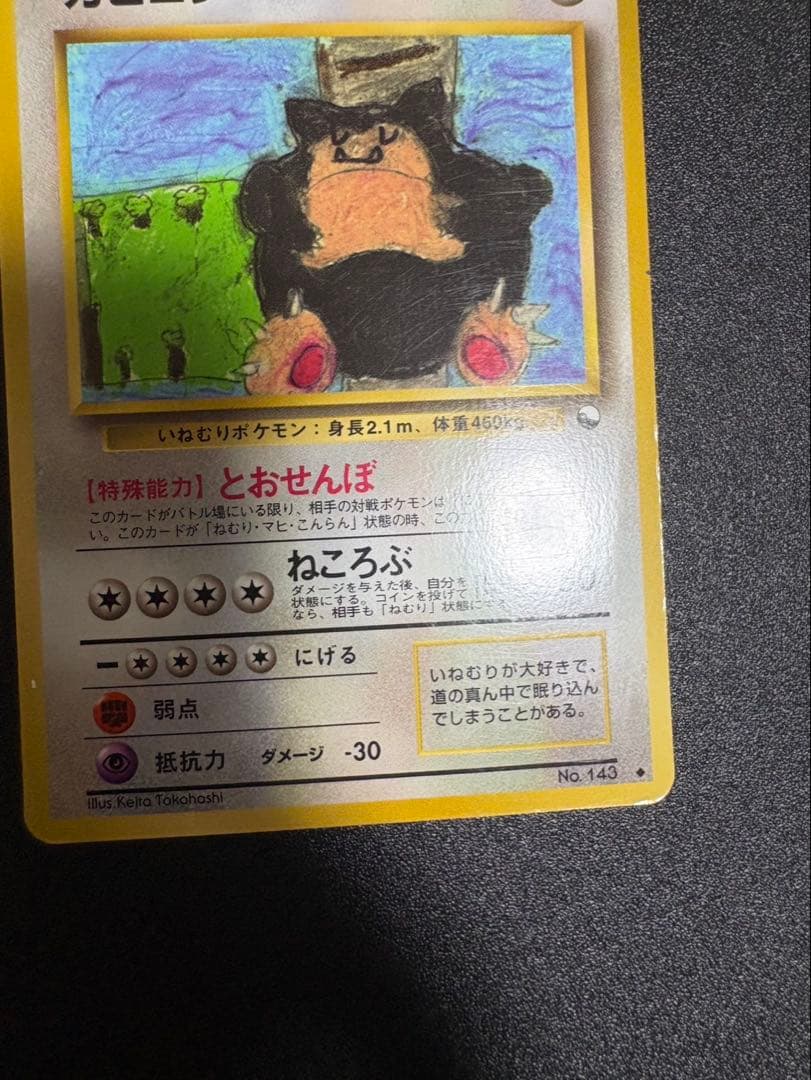 いねむりポケモン：身長2.1m、体重460kg
【特殊能力】とおせんぼ
このカードがバトル場にいる限り、相手の対戦ポケモンは
い。このカードが「ねむり・マヒ・こんらん」状態の時、この
ねころぶ
ダメージを与えた後、自分を
状態にする。コインを投げて
なら、相手も「ねむり」状態に
ー にげる
弱点
抵抗力 ダメージ -30
いねむりが大好きで、
道の真ん中で眠り込ん
でしまうことがある。
No. 143
Illus. Keita Takahashi